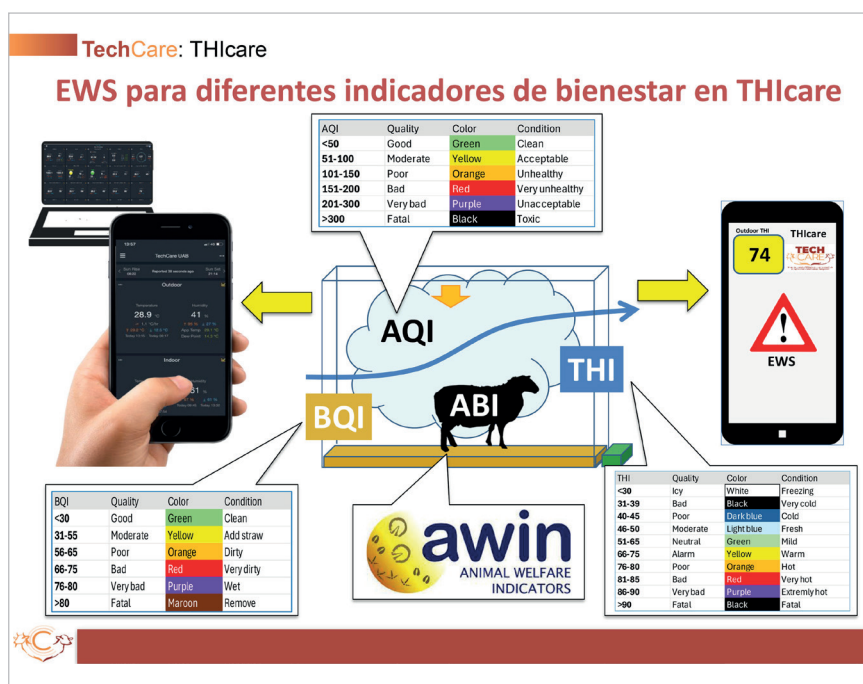 TechCare: THIcare
EWS para diferentes indicadores de bienestar en THIcare
AQI Quality Color Condition
<50 Good Green Clean
51-100 Moderate Yellow Acceptable
101-150 Poor Orange Unhealthy
151-200 Bad Red Very unhealthy
201-300 Very bad Purple Unacceptable
>300 Fatal Black Toxic
19:57
TechCare UAB
Reported 38 seconds ago
Outdoor
Temperature Humidity
28.9 41
Indoor
Outdoor THI THIcare
74 TECH
CARE
EWS
AQI
THI
BQI
ABI
BQI Quality Color Condition
<30 Good Green Clean
31-55 Moderate Yellow Add straw
56-65 Poor Orange Dirty
66-75 Bad Red Very dirty
76-80 Very bad Purple Wet
>80 Fatal Maroon Remove
awin
ANIMAL WELFARE
INDICATORS
THI Quality Color Condition
<30 Icy White Freezing
31-39 Bad Black Very cold
40-45 Poor Dark blue Cold
46-50 Moderate Light blue Fresh
51-65 Neutral Green Mild
66-75 Alarm Yellow Warm
76-80 Poor Orange Hot
81-85 Bad Red Very hot
86-90 Very bad Purple Extremly hot
>90 Fatal Black Fatal
C